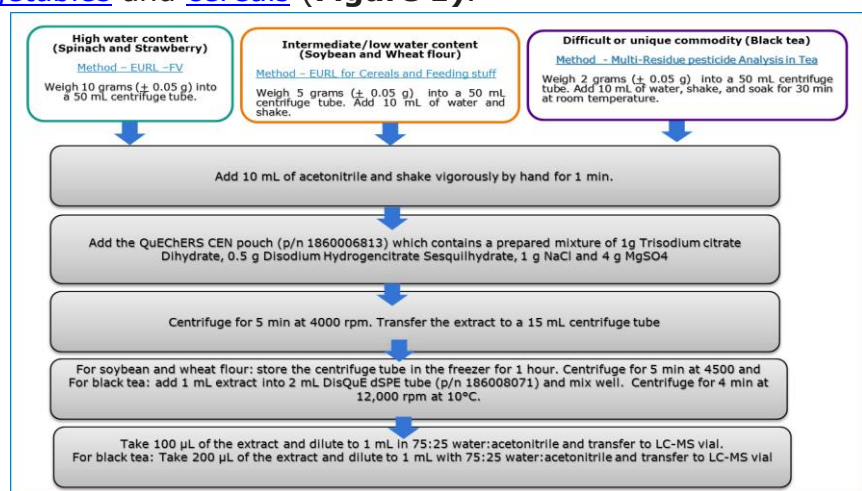 and cereals (Figure 2).
High water content
(Spinach and Strawberry)
Method – EURL –FV
Weigh 10 grams (± 0.05 g) into
a 50 mL centrifuge tube.
Intermediate/low water content
(Soybean and Wheat flour)
Method – EURL for Cereals and Feeding stuff
Weigh 5 grams (± 0.05 g) into a 50 mL
centrifuge tube. Add 10 mL of water and
shake.
Difficult or unique commodity (Black tea)
Method - Multi-Residue pesticide Analysis in Tea
Weigh 2 grams (± 0.05 g) into a 50 mL centrifuge
tube. Add 10 mL of water, shake, and soak for 30 min
at room temperature.
Add 10 mL of acetonitrile and shake vigorously by hand for 1 min.
Add the QuEChERS CEN pouch (p/n 1860006813) which contains a prepared mixture of 1g Trisodium citrate
Dihydrate, 0.5 g Disodium Hydrogencitrate Sesquilhydrate, 1 g NaCl and 4 g MgSO4
Centrifuge for 5 min at 4000 rpm. Transfer the extract to a 15 mL centrifuge tube
For soybean and wheat flour: store the centrifuge tube in the freezer for 1 hour. Centrifuge for 5 min at 4500 and
For black tea: add 1 mL extract into 2 mL DisQuE dSPE tube (p/n 186008071) and mix well. Centrifuge for 4 min at
12,000 rpm at 10°C.
Take 100 µL of the extract and dilute to 1 mL in 75:25 water:acetonitrile and transfer to LC-MS vial.
For black tea: Take 200 µL of the extract and dilute to 1 mL with 75:25 water:acetonitrile and transfer to LC-MS vial